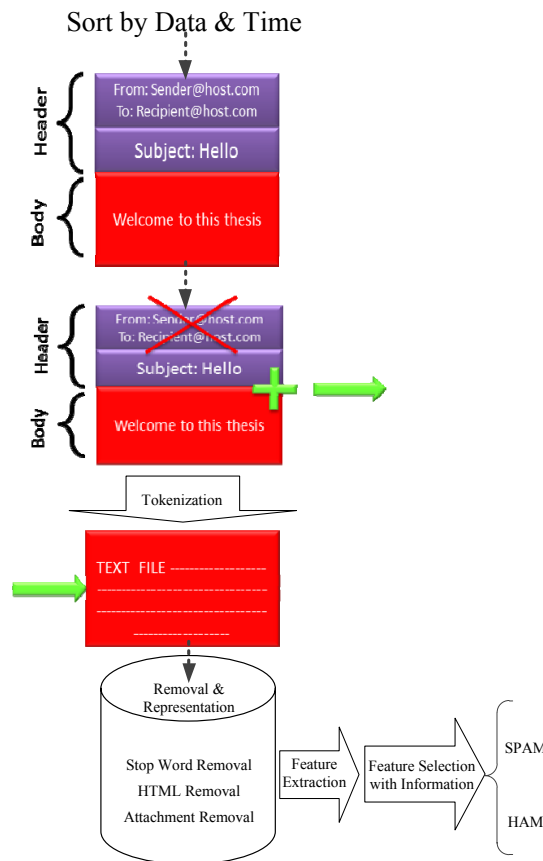 Sort by Data & Time
Header
From: Sender@host.com
To: Recipient@host.com
Subject: Hello
Body
Welcome to this thesis
Header
From: Sender@host.com
To: Recipient@host.com
Subject: Hello
Body
Welcome to this thesis
Tokenization
TEXT FILE --------------------
-----------------------------------
-----------------------------------
--------------------
Removal &
Representation
Stop Word Removal
HTML Removal
Attachment Removal
Feature
Extraction
Feature Selection
with Information
SPAM
HAM